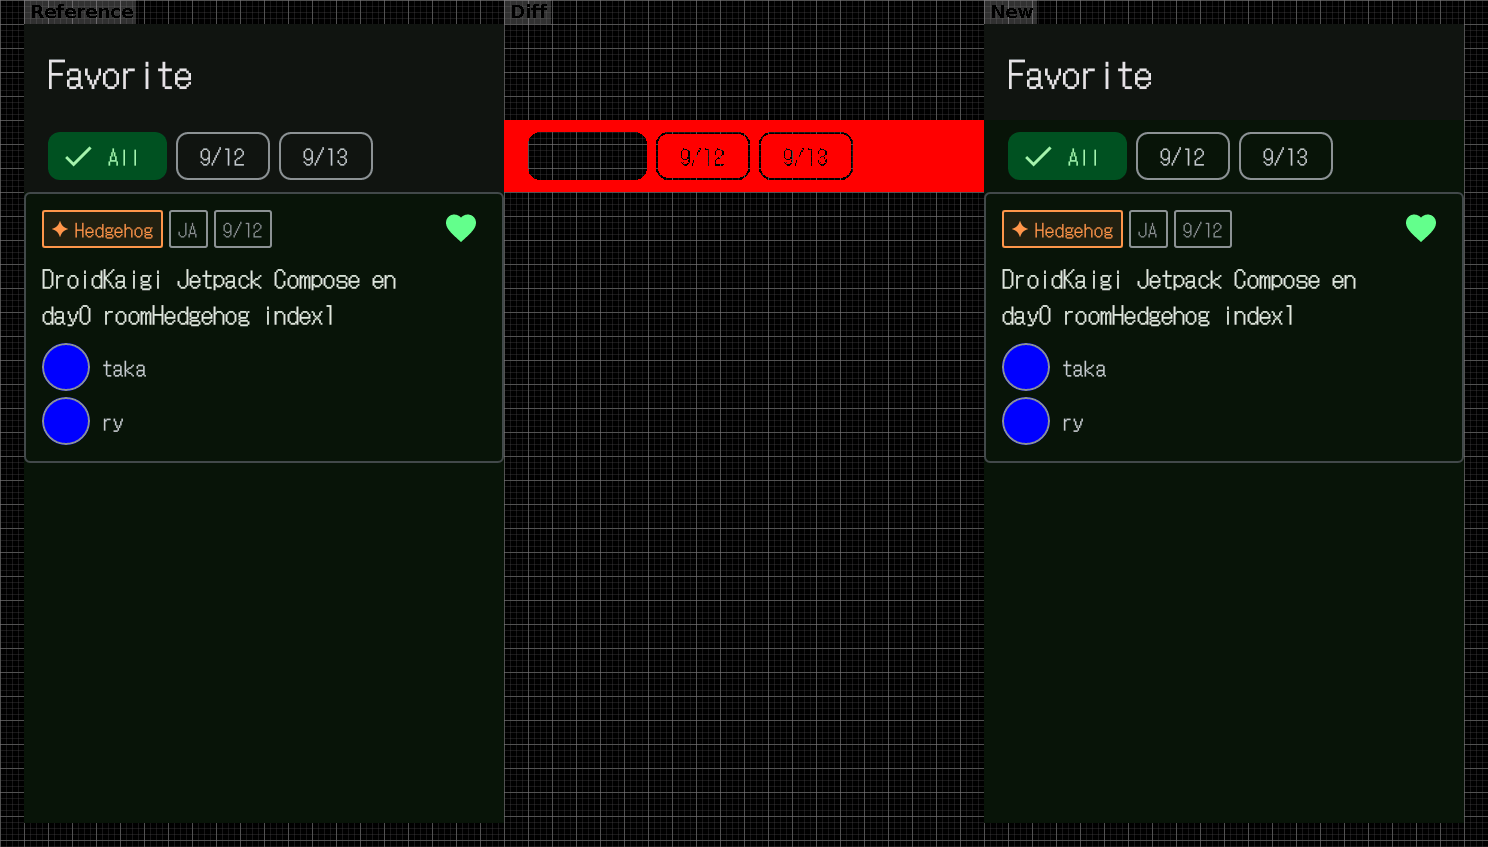 Reference
Diff
New
Favorite
All 9/12 9/13
Hedgehog JA 9/12
DroidKaigi Jetpack Compose en
day0 roomHedgehog index1
taka
ry
9/12 9/13
Favorite
All 9/12 9/13
Hedgehog JA 9/12
DroidKaigi Jetpack Compose en
day0 roomHedgehog index1
taka
ry